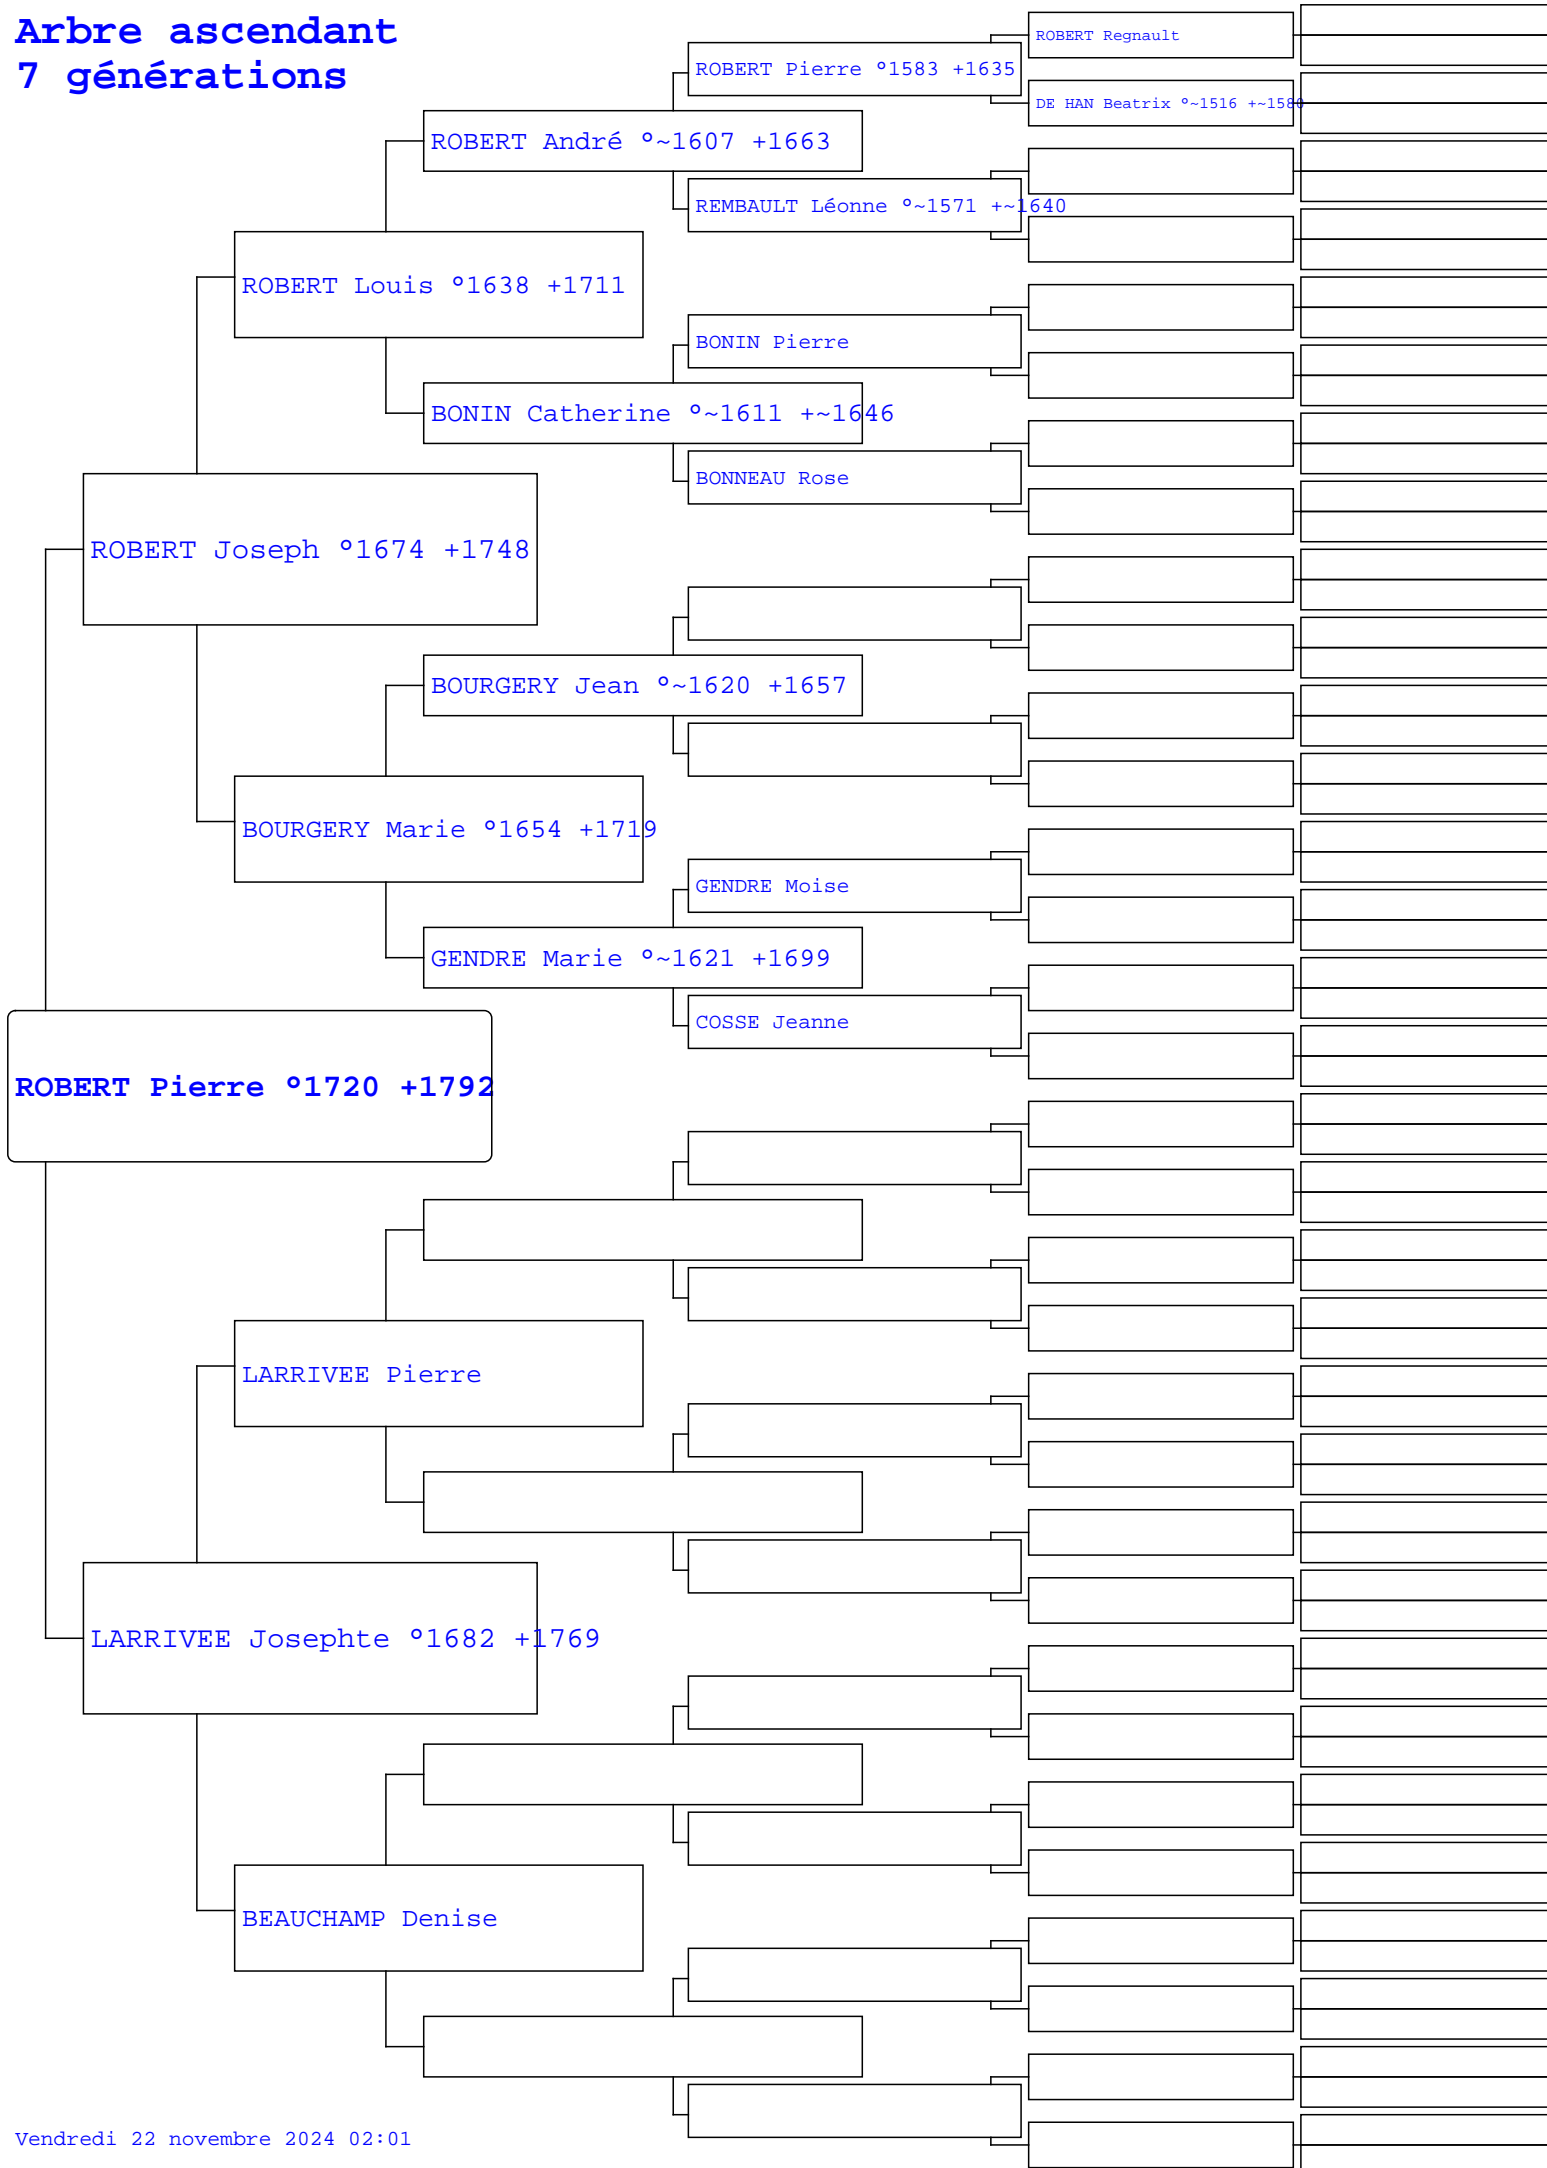 Arbre ascendant
7 générations
ROBERT Regnault
ROBERT Pierre °1583 +1635
DE HAN Beatrix °~1516 +~1580
ROBERT André °~1607 +1663
REMBAULT Léonne °~1571 +~1640
ROBERT Louis °1638 +1711
BONIN Pierre
BONIN Catherine °~1611 +~1646
BONNEAU Rose
ROBERT Joseph °1674 +1748
BOURGERY Jean °~1620 +1657
BOURGERY Marie °1654 +1719
GENDRE Moise
GENDRE Marie °~1621 +1699
COSSE Jeanne
ROBERT Pierre °1720 +1792
LARRIVEE Pierre
LARRIVEE Josephte °1682 +1769
BEAUCHAMP Denise
Vendredi 22 novembre 2024 02:01